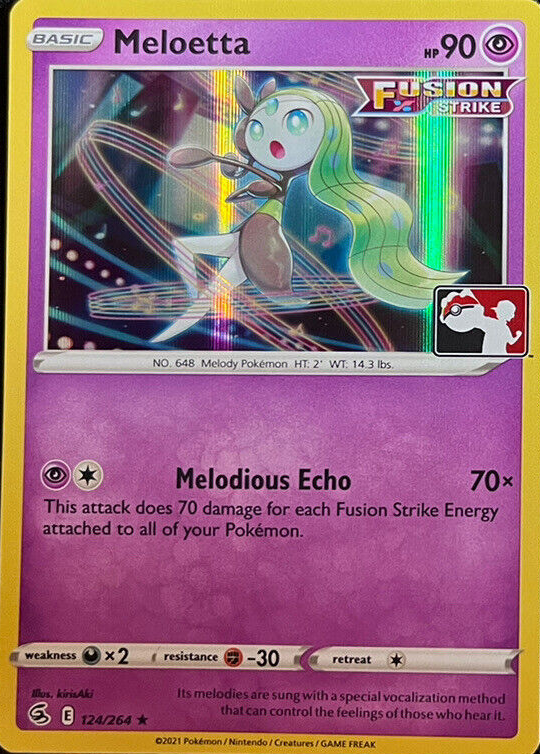 BASIC Meloetta HP 90
FUSION
STRIKE
NO. 648 Melody Pokémon HT: 2' WT: 14.3 lbs.
Melodious Echo 70×
This attack does 70 damage for each Fusion Strike Energy
attached to all of your Pokémon.
weakness ×2 resistance -30 retreat
Illus. kirisAki
E 124/264 ★
Its melodies are sung with a special vocalization method
that can control the feelings of those who hear it.
©2021 Pokémon / Nintendo / Creatures / GAME FREAK